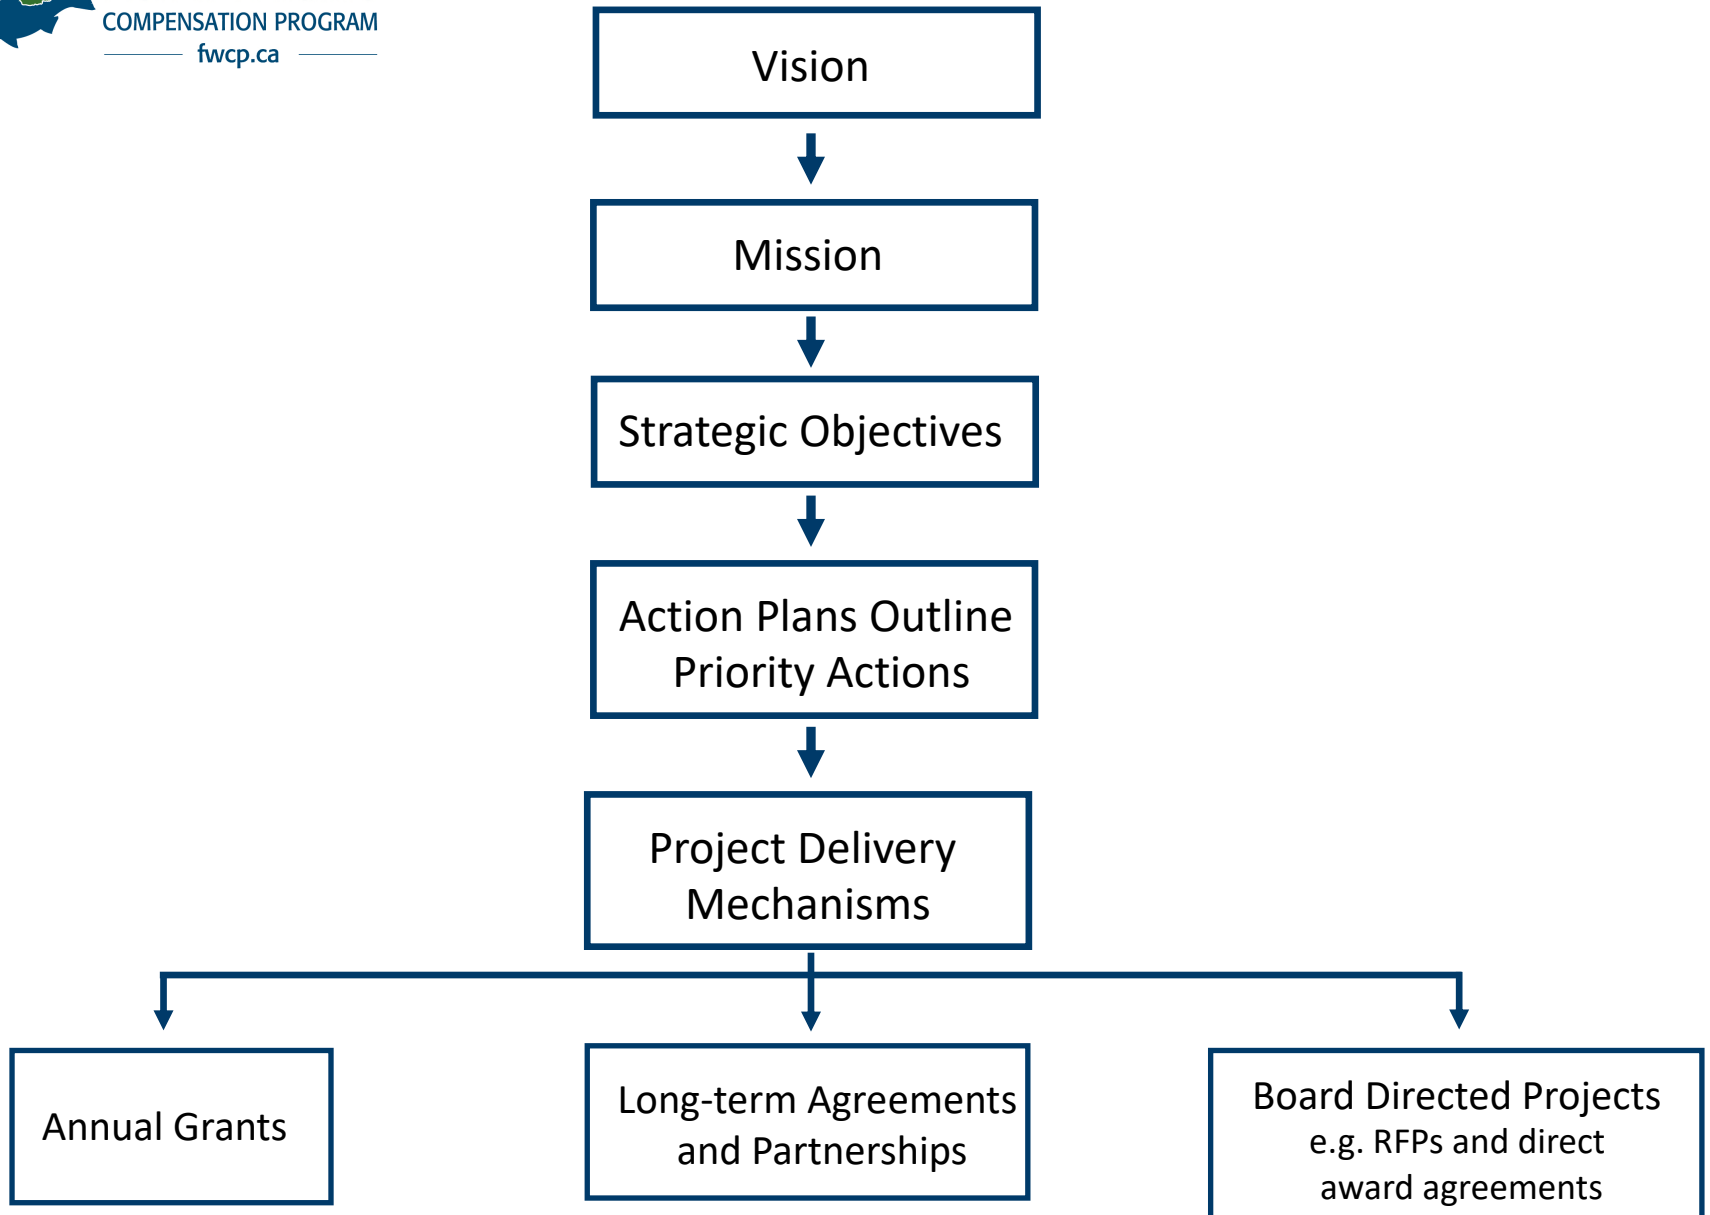 COMPENSATION PROGRAM
fwcp.ca
Vision
Mission
Strategic Objectives
Action Plans Outline
Priority Actions
Project Delivery
Mechanisms
Annual Grants
Long-term Agreements
and Partnerships
Board Directed Projects
e.g. RFPs and direct
award agreements